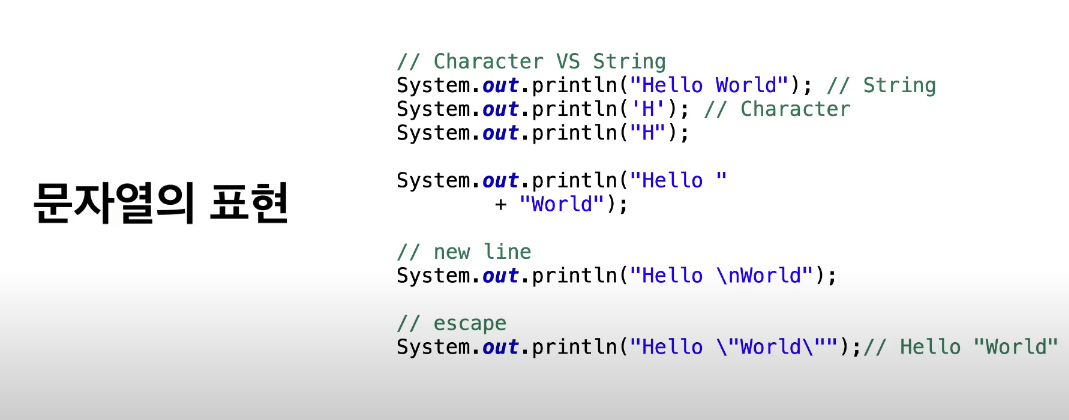 문자열의 표현
// Character VS String
System.out.println("Hello World"); // String
System.out.println('H'); // Character
System.out.println("H");
System.out.println("Hello "
+ "World");
// new line
System.out.println("Hello \nWorld");
// escape
System.out.println("Hello \"World\"");// Hello "World"